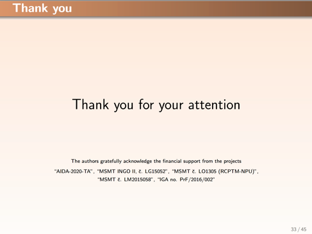 Thank you
Thank you for your attention
The authors gratefully acknowledge the financial support from the projects
"AIDA-2020-TA", "MSMT INGO II, č. LG15052", "MSMT č. LO1305 (RCPTM-NPU)",
"MSMT č. LM2015058", "IGA no. PrF/2016/002"
33 / 45